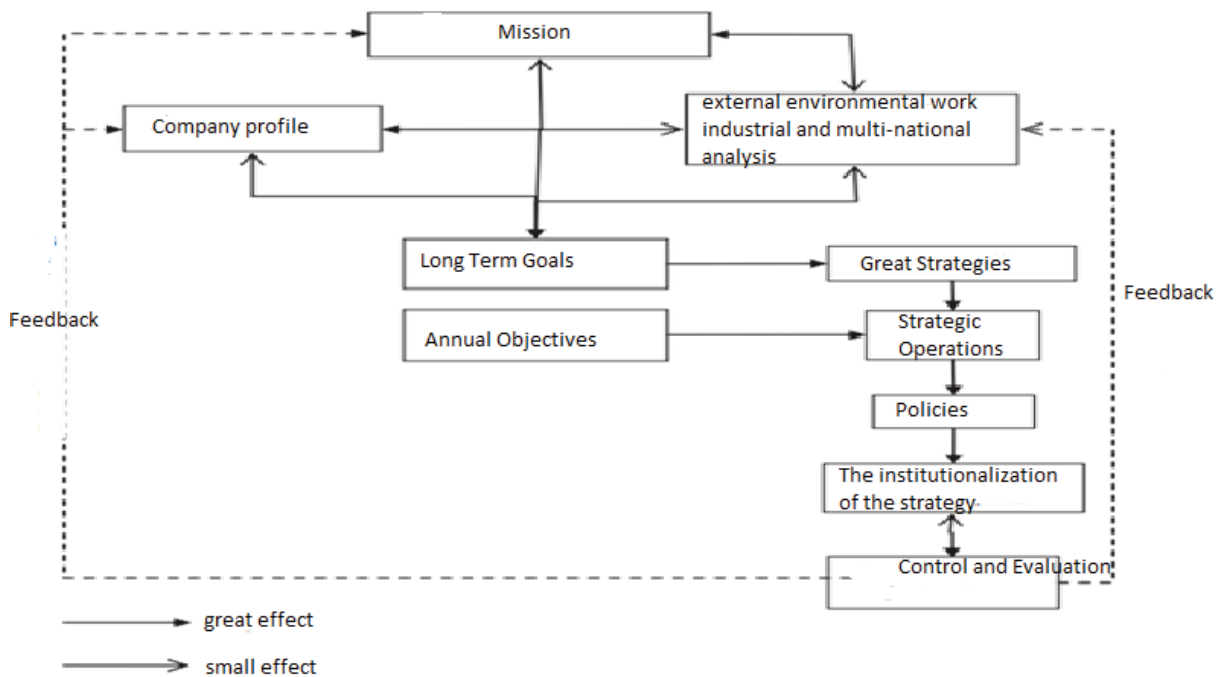 Mission
Company profile
external environmental work
industrial and multi-national
analysis
Long Term Goals
Great Strategies
Feedback
Feedback
Annual Objectives
Strategic
Operations
Policies
The institutionalization
of the strategy
Control and Evaluation
great effect
small effect